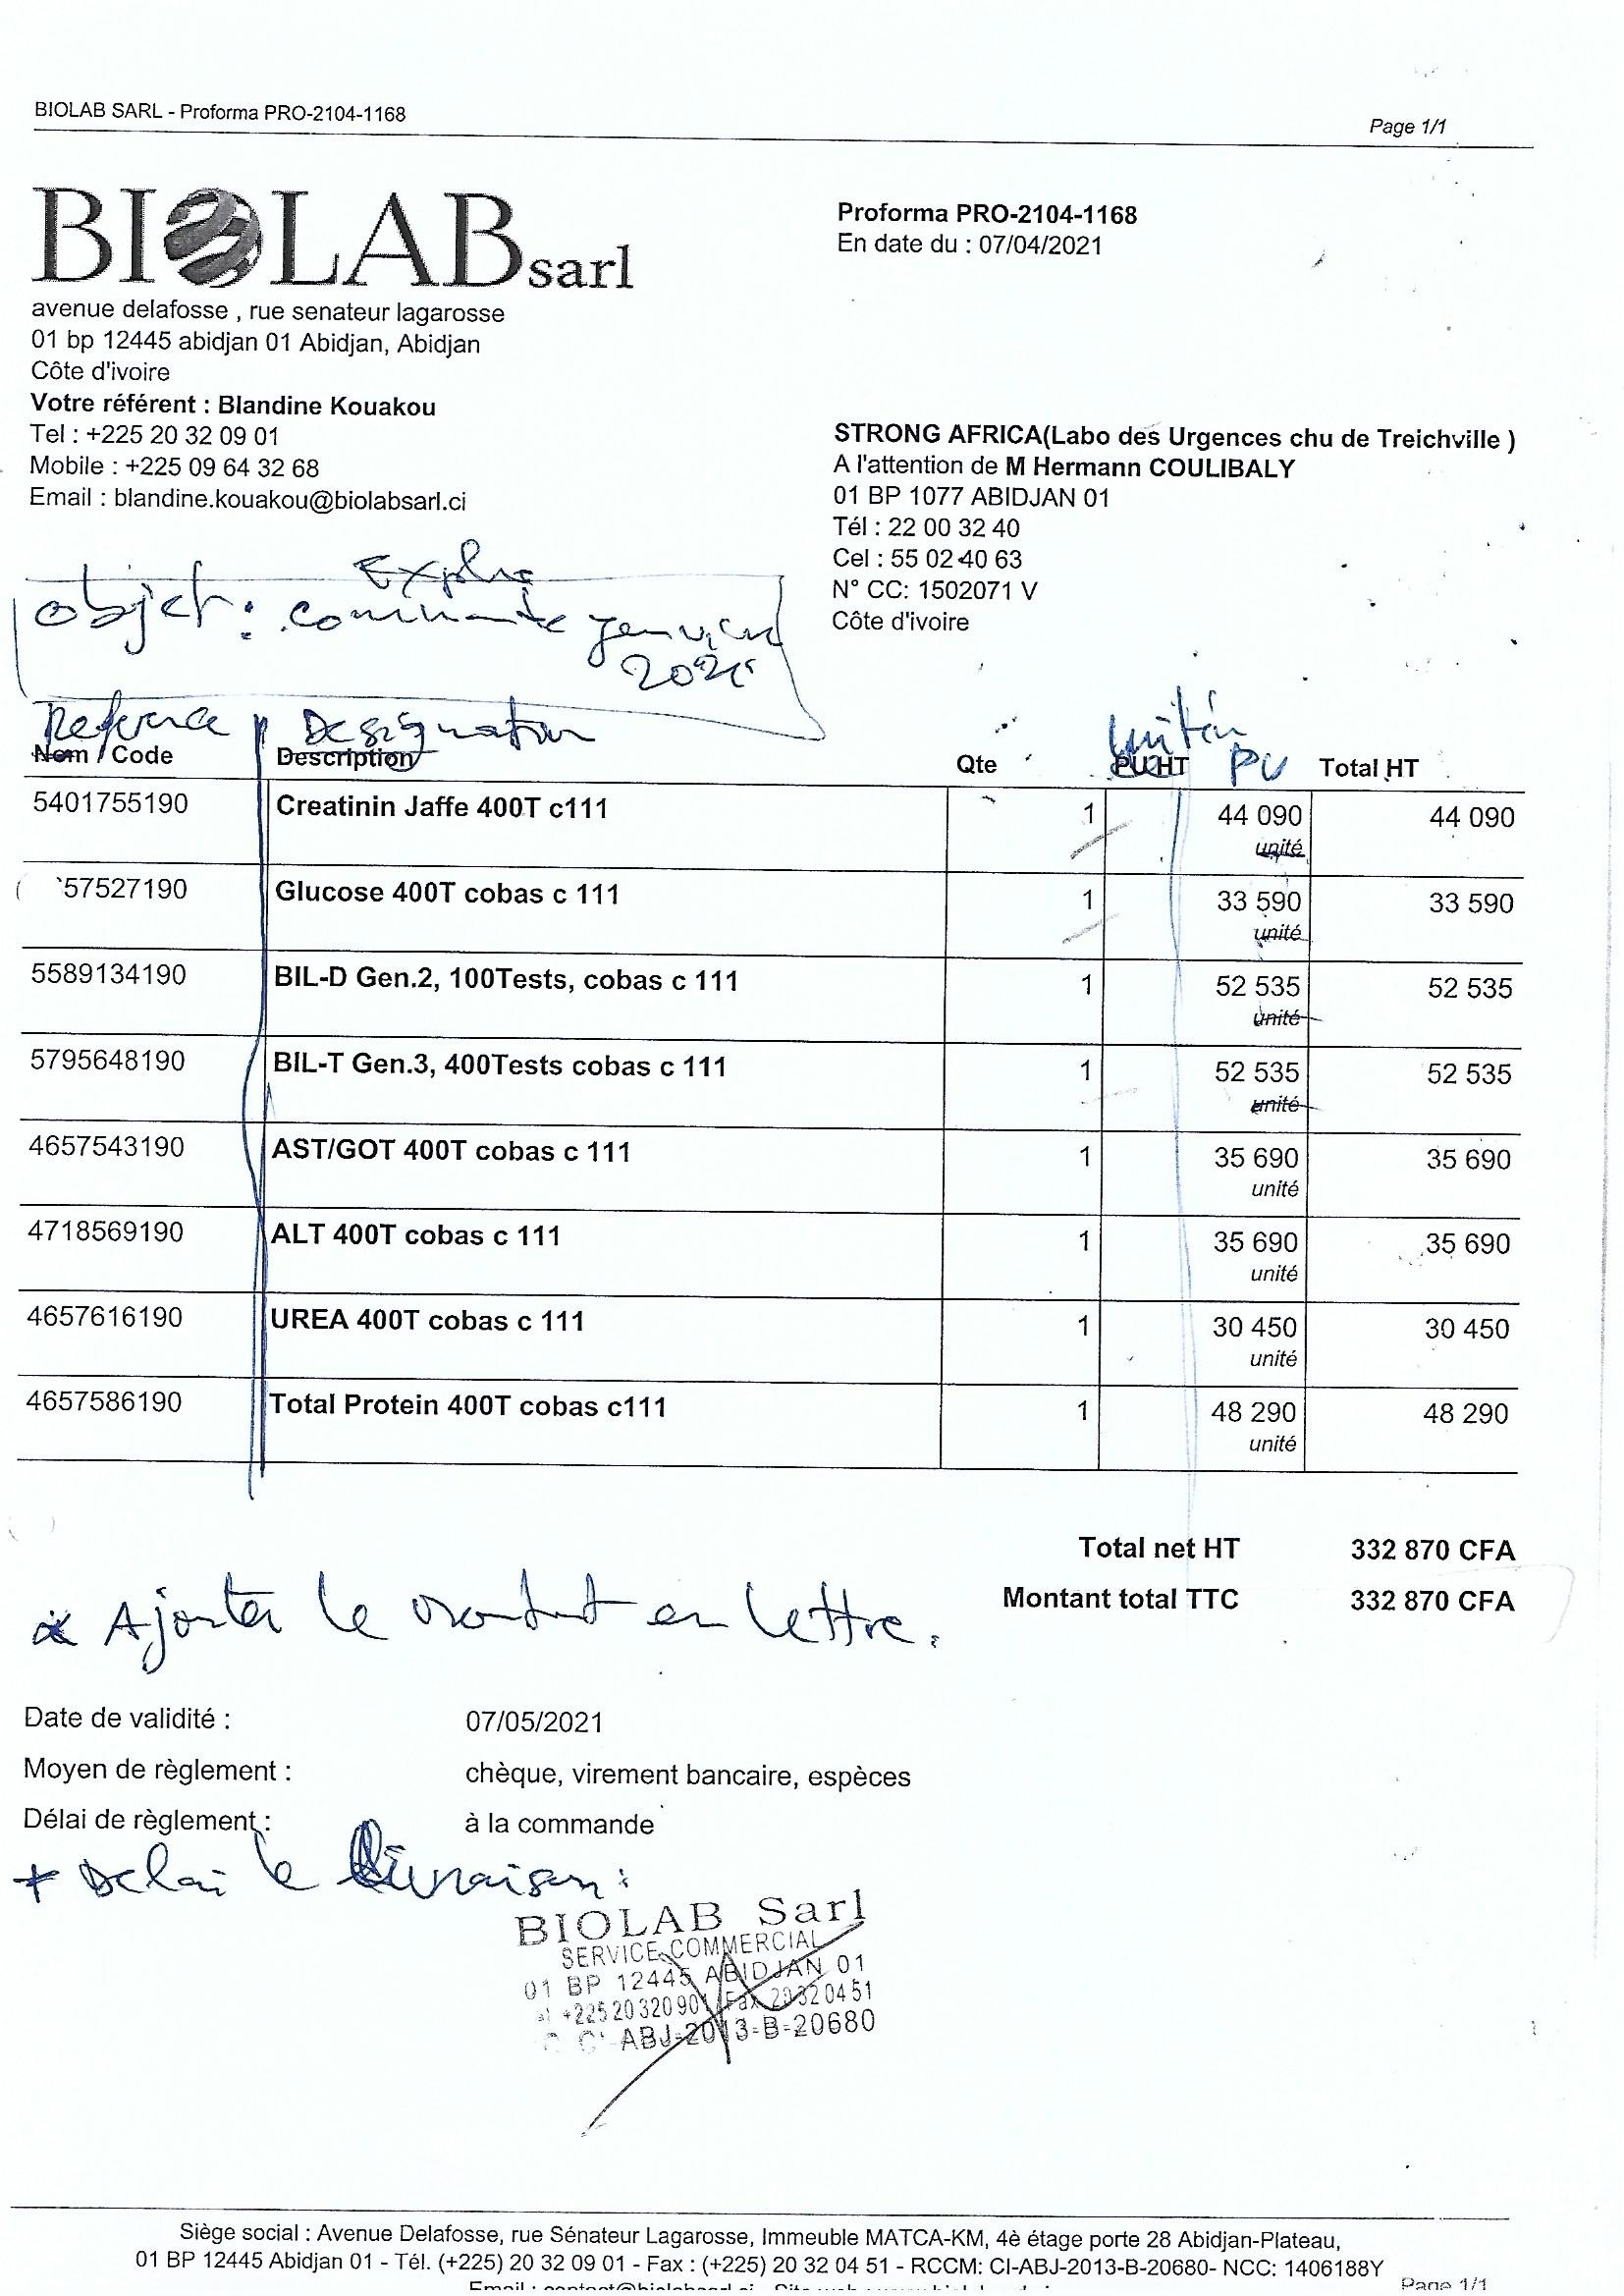 BIOLAB SARL - Proforma PRO-2104-1168
Page 1/1
BIOLAB sarl
avenue delafosse , rue senateur lagarosse
01 bp 12445 abidjan 01 Abidjan, Abidjan
Côte d'ivoire
Votre référent : Blandine Kouakou
Tel : +225 20 32 09 01
Mobile : +225 09 64 32 68
Email : blandine.kouakou@biolabsarl.ci
Proforma PRO-2104-1168
En date du : 07/04/2021
STRONG AFRICA(Labo des Urgences chu de Treichville )
A l'attention de M Hermann COULIBALY
01 BP 1077 ABIDJAN 01
Tél : 22 00 32 40
Cel : 55 02 40 63
N° CC: 1502071 V
Côte d'ivoire
Objet : commande janvier
2021
Reference Designation
PU
Nom / Code Description Qte PU HT Total HT
5401755190 Creatinin Jaffe 400T c111 1 44 090 44 090
unité
57527190 Glucose 400T cobas c 111 1 33 590 33 590
unité
5589134190 BIL-D Gen.2, 100Tests, cobas c 111 1 52 535 52 535
unité
5795648190 BIL-T Gen.3, 400Tests cobas c 111 1 52 535 52 535
unité
4657543190 AST/GOT 400T cobas c 111 1 35 690 35 690
unité
4718569190 ALT 400T cobas c 111 1 35 690 35 690
unité
4657616190 UREA 400T cobas c 111 1 30 450 30 450
unité
4657586190 Total Protein 400T cobas c111 1 48 290 48 290
unité
Total net HT 332 870 CFA
Montant total TTC 332 870 CFA
* Ajouter le montant en lettre.
Date de validité : 07/05/2021
Moyen de règlement : chèque, virement bancaire, espèces
Délai de règlement : à la commande
* Delai de livraison :
BIOLAB Sarl
SERVICE COMMERCIAL
01 BP 12445 ABIDJAN 01
+225 20 32 09 01 / Fax 20 32 04 51
CI-ABJ-2013-B-20680
Siège social : Avenue Delafosse, rue Sénateur Lagarosse, Immeuble MATCA-KM, 4è étage porte 28 Abidjan-Plateau,
01 BP 12445 Abidjan 01 - Tél. (+225) 20 32 09 01 - Fax : (+225) 20 32 04 51 - RCCM: CI-ABJ-2013-B-20680- NCC: 1406188Y
Page 1/1